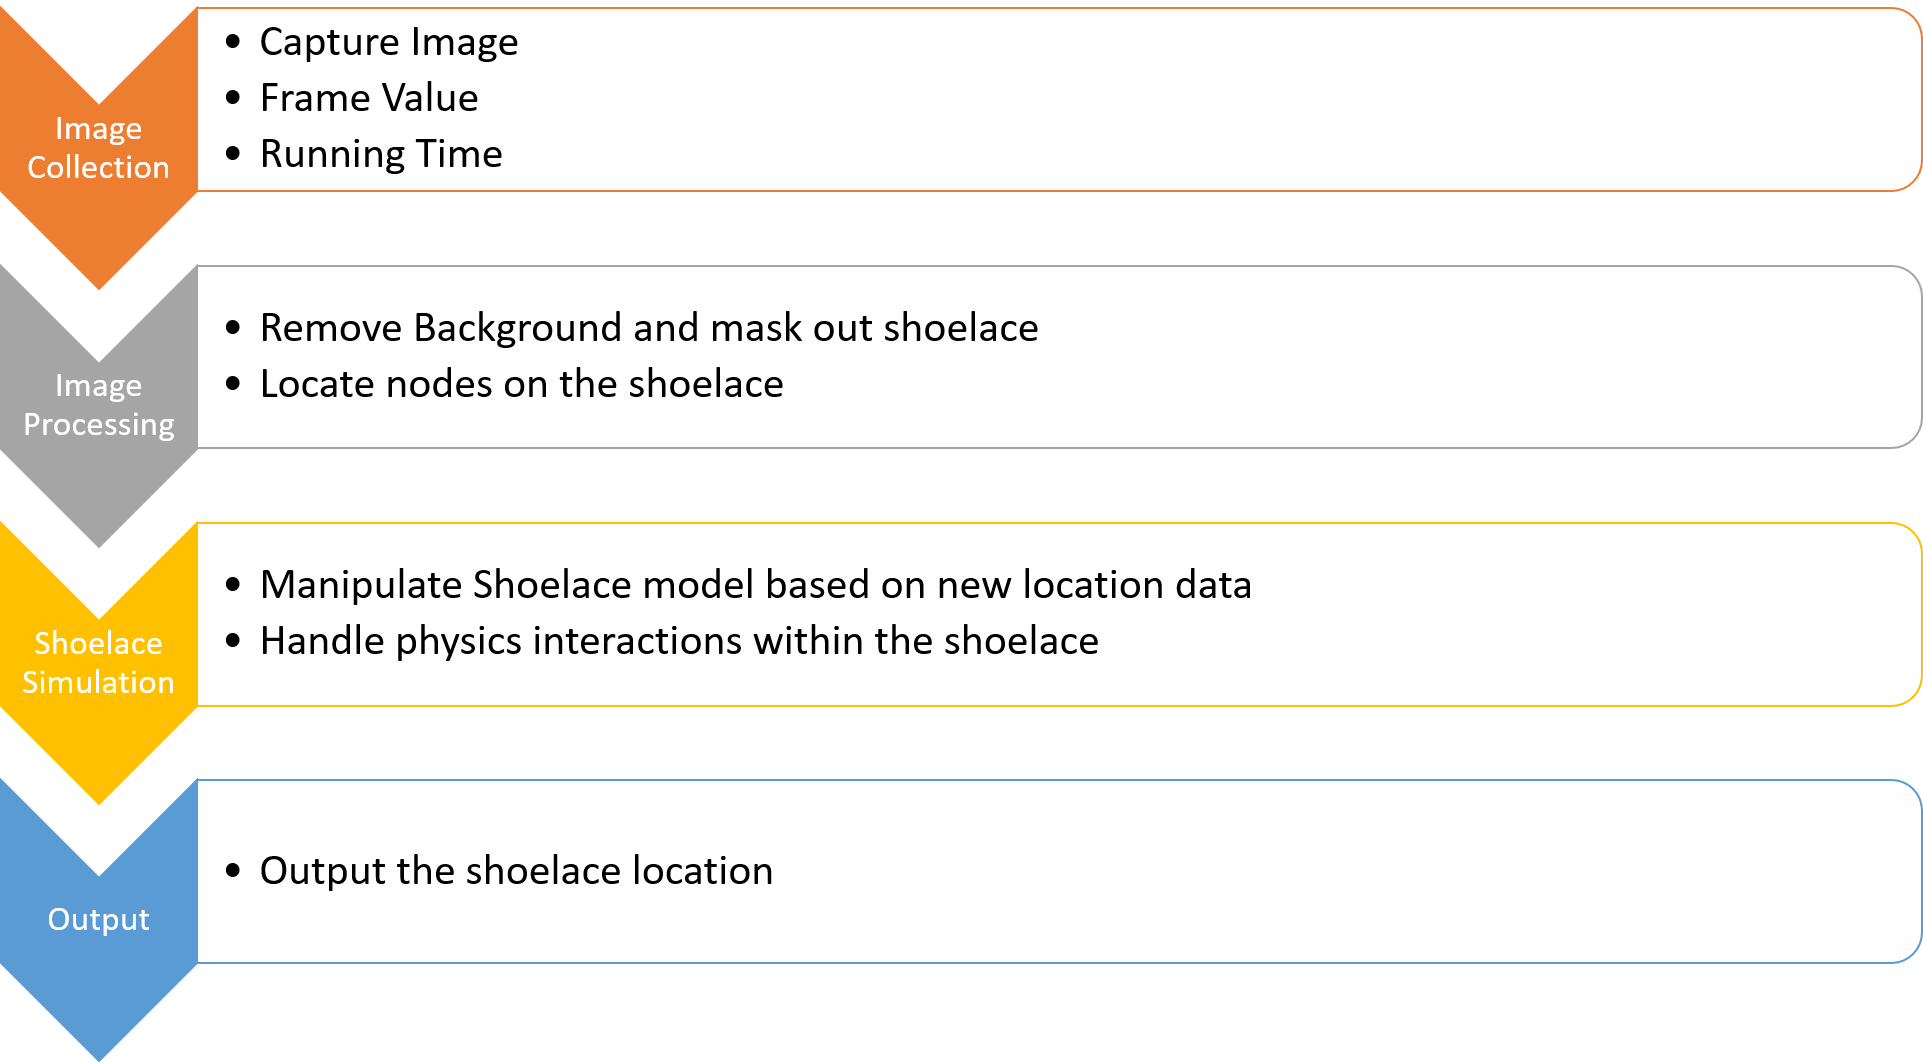 Image
Collection
• Capture Image
• Frame Value
• Running Time
Image
Processing
• Remove Background and mask out shoelace
• Locate nodes on the shoelace
Shoelace
Simulation
• Manipulate Shoelace model based on new location data
• Handle physics interactions within the shoelace
Output
• Output the shoelace location